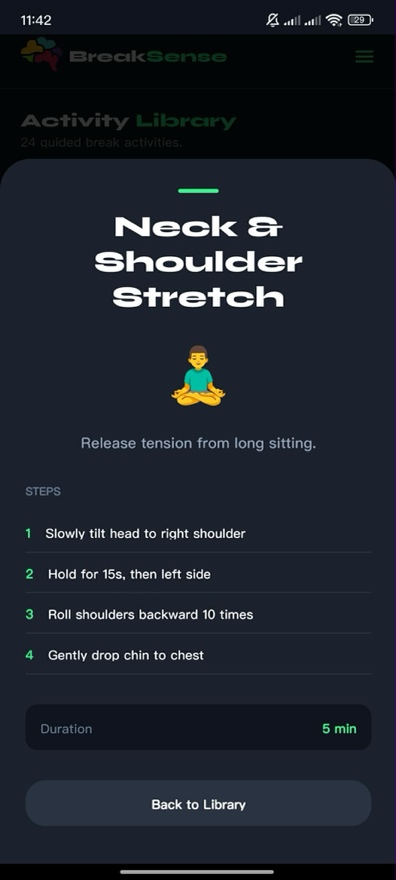 11:42
29
BreakSense
Activity Library
24 guided break activities.
Neck &
Shoulder
Stretch
Release tension from long sitting.
STEPS
1 Slowly tilt head to right shoulder
2 Hold for 15s, then left side
3 Roll shoulders backward 10 times
4 Gently drop chin to chest
Duration 5 min
Back to Library